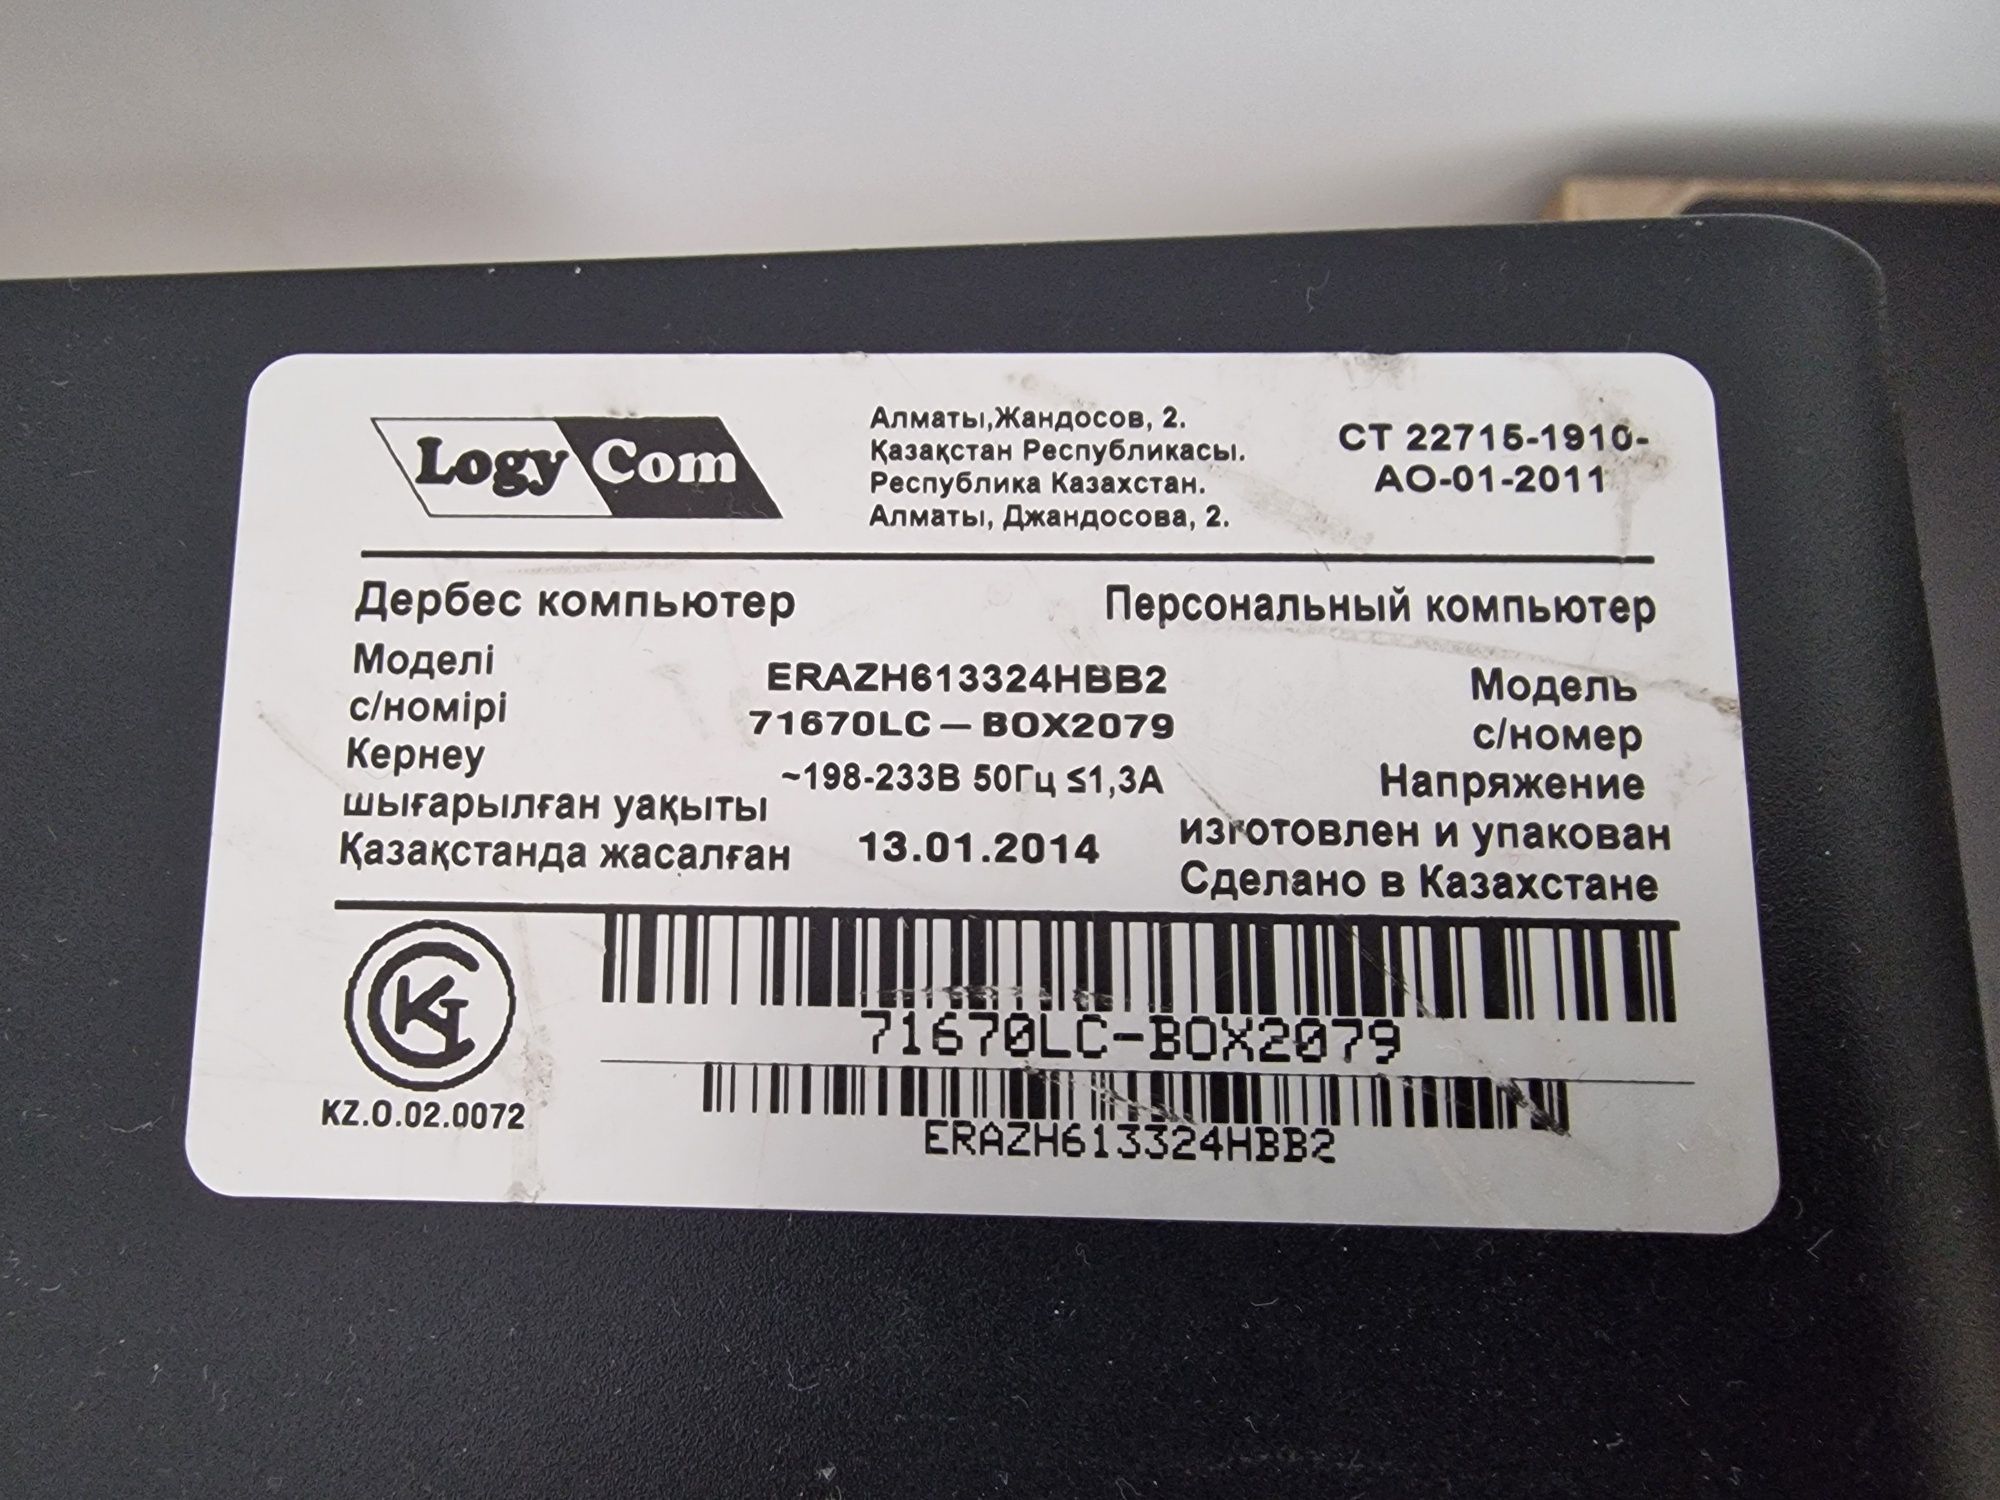 Logy Com
Алматы,Жандосов, 2.
Қазақстан Республикасы.
Республика Казахстан.
Алматы, Джандосова, 2.
СТ 22715-1910-
АО-01-2011
Дербес компьютер
Персональный компьютер
Моделі ERAZH613324HBB2 Модель
с/номірі 71670LC – BOX2079 с/номер
Кернеу ~198-233В 50Гц ≤1,3А Напряжение
шығарылған уақыты 13.01.2014 изготовлен и упакован
Қазақстанда жасалған Сделано в Казахстане
71670LC-BOX2079
KZ.O.02.0072
ERAZH613324HBB2